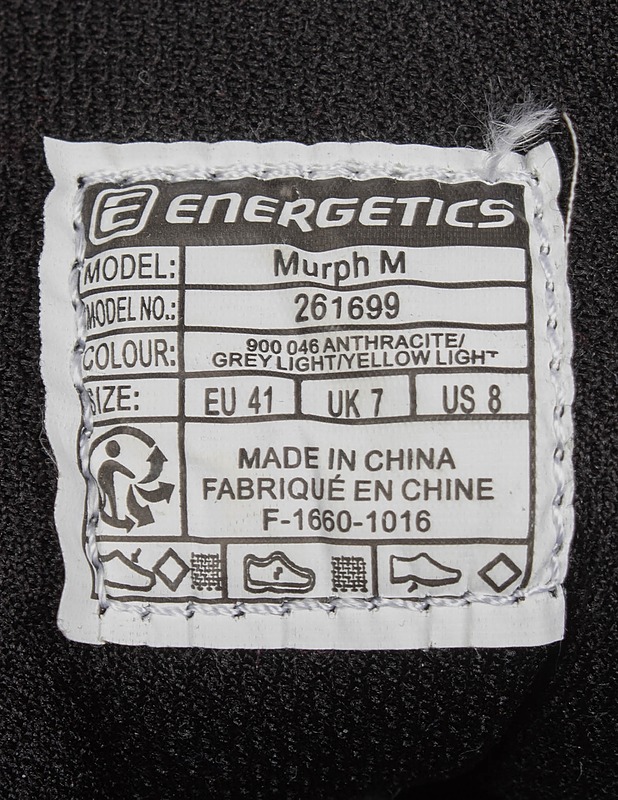 E ENERGETICS
MODEL: Murph M
MODEL NO.: 261699
COLOUR: 900 046 ANTHRACITE/
GREY LIGHT/YELLOW LIGHT
SIZE: EU 41 UK 7 US 8
MADE IN CHINA
FABRIQUÉ EN CHINE
F-1660-1016